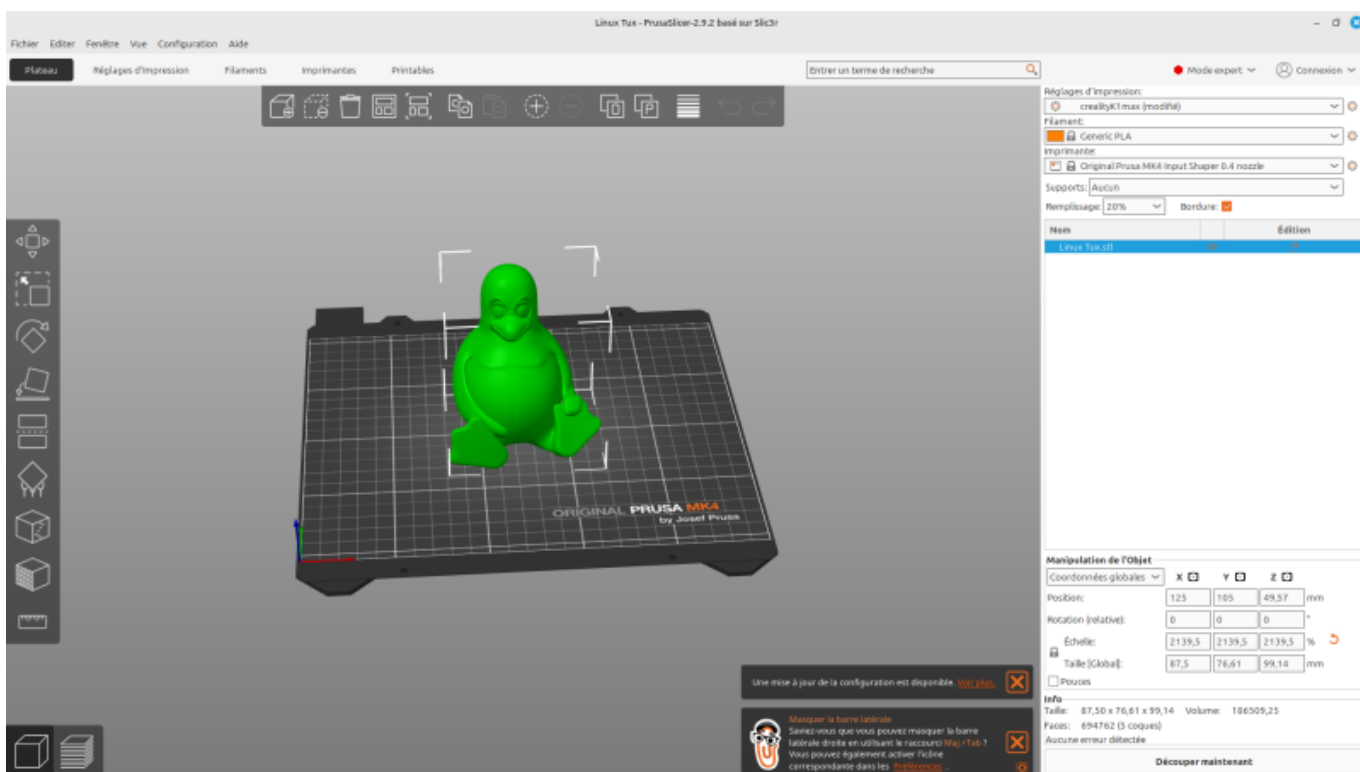 Linux Tux - PrusaSlicer-2.9.2 basé sur Slic3r
Fichier Editer Fenêtre Vue Configuration Aide
Plateau Réglages d'Impression Filaments Imprimantes Printables Entrer un terme de recherche Mode expert Connexion
Réglages d'impression:
crealityK1max (modifié)
Filament:
Generic PLA
Imprimante:
Original Prusa MK4 Input Shaper 0.4 nozzle
Supports: Aucun
Remplissage: 20% Bordure:
Nom Édition
Linux Tux.stl
ORIGINAL PRUSA MK4
by Josef Prusa
Manipulation de l'Objet
Coordonnées globales X Y Z
Position: 125 105 49,57 mm
Rotation (relative): 0 0 0 °
Échelle: 2139,5 2139,5 2139,5 %
Taille [Global]: 87,5 76,61 99,14 mm
Pouces
Info
Taille: 87,50 x 76,61 x 99,14 Volume: 186509,25
Faces: 694762 (5 coques)
Aucune erreur détectée
Découper maintenant
Une mise à jour de la configuration est disponible. Voir plus.
Masquer la barre latérale
Saviez-vous que vous pouvez masquer la barre
latérale droite en utilisant le raccourci Maj.+Tab ?
Vous pouvez également activer l'icône
correspondante dans les Préférences .